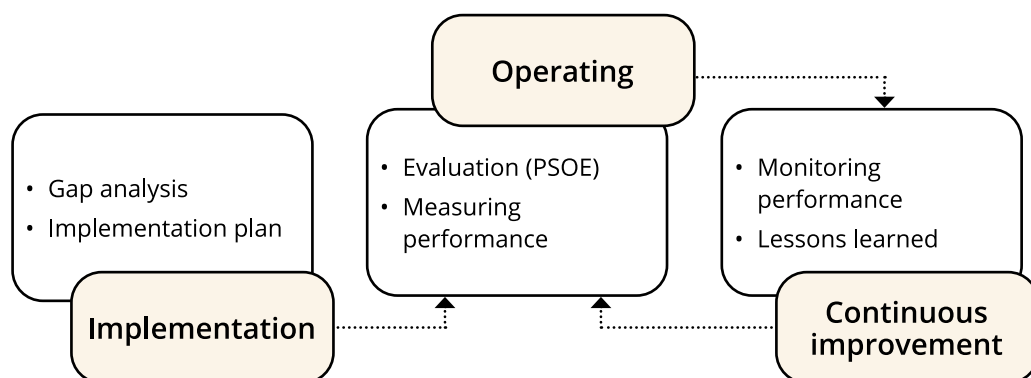 Operating
• Gap analysis
• Implementation plan
Implementation
• Evaluation (PSOE)
• Measuring
performance
• Monitoring
performance
• Lessons learned
Continuous
improvement